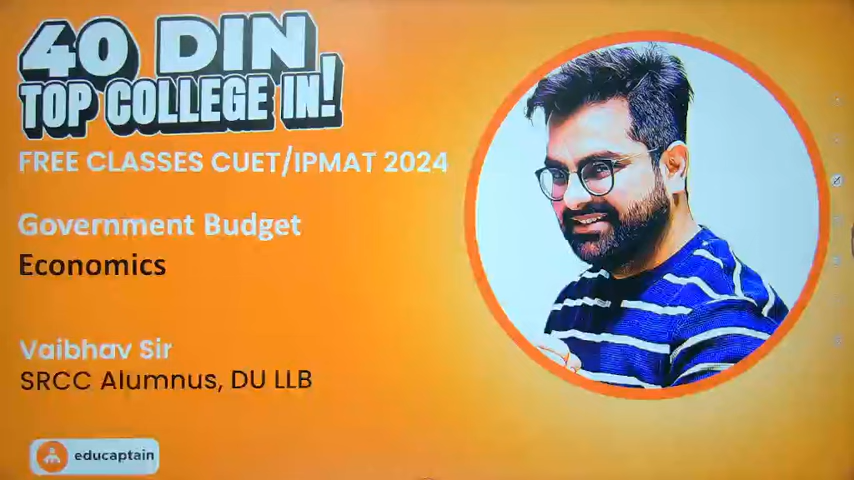 40 DIN
TOP COLLEGE IN!
FREE CLASSES CUET/IPMAT 2024
Government Budget
Economics
Vaibhav Sir
SRCC Alumnus, DU LLB
educaptain